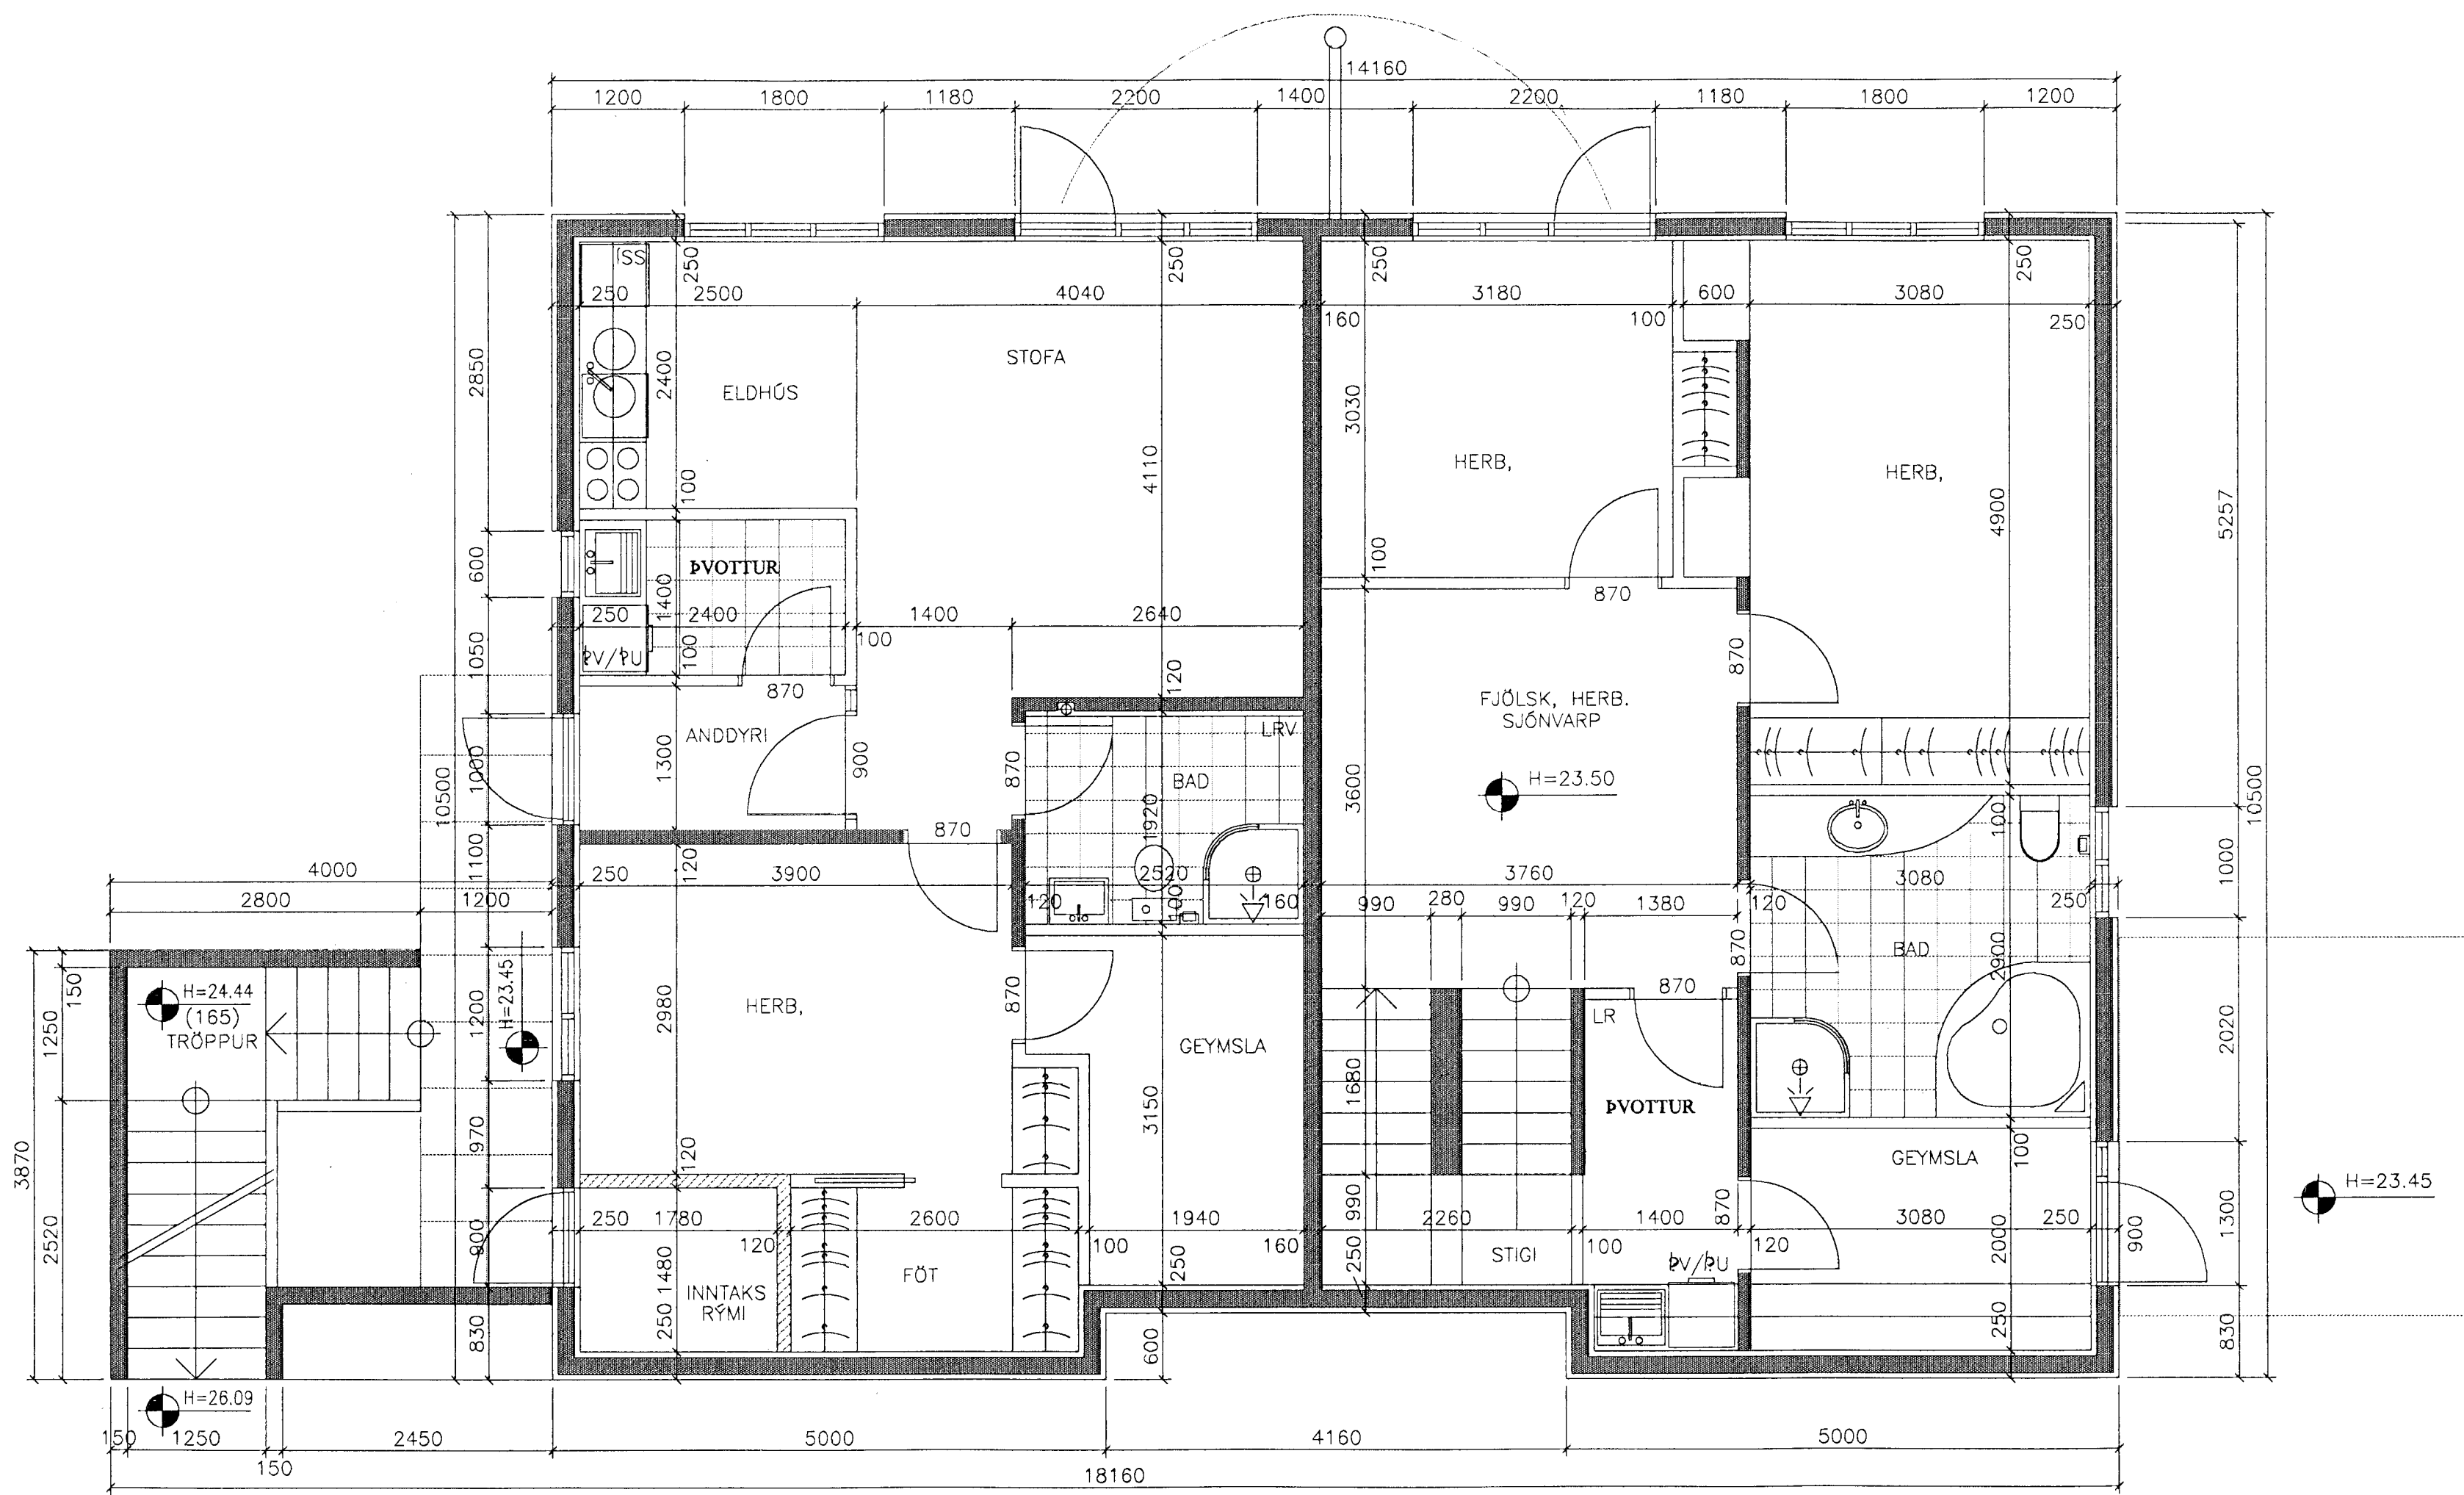 14160
1200 1800 1180 2200 1400 2200 1180 1800 1200
ÍSS
250 250 250 250
250 2500 4040 3180 600 3080
160 100 250
2850 2400 STOFA
ELDHÚS 3030
100 4110 HERB, HERB, 4900 5257
600 ÞVOTTUR 1400 100
870
1050 250 2400 1400 2640
100
ÞV/ÞU 100 870
870 120
ANDDYRI FJÖLSK, HERB.
SJÓNVARP
LRV
1000 1300 900 870 BAD 3600 H=23.50
10500 10500
1920 100
870
1100 120 1000
4000 250 3900 2520 3760 3080
2800 1200 120 100 160 990 280 990 120 1380 120 250
870 BAD
2900
150 H=24.44 H=23.45
(165)
TRÖPPUR
1250 1200 2980 HERB, 870 870
LR 2020
GEYMSLA
1680 ÞVOTTUR
3150
970 120 100 GEYMSLA
3870 H=23.45
2520 900 250 1780 2600 1940 990 2260 1400 870 3080 250 900 1300
120 100 160 100 120
1480 250 250 STIGI 2000
INNTAKS
RÝMI
FÖT ÞV/ÞU
830 250 600 250 830
H=26.09
150 1250 2450 5000 4160 5000
150
18160